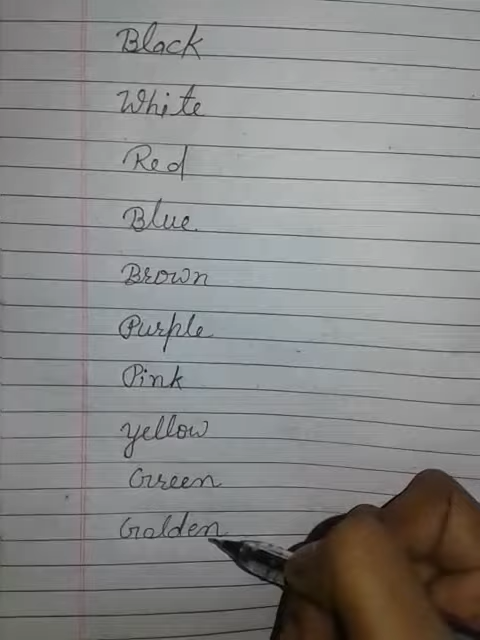 Black
White
Red
Blue
Brown
Purple
Pink
yellow
Green
Golden